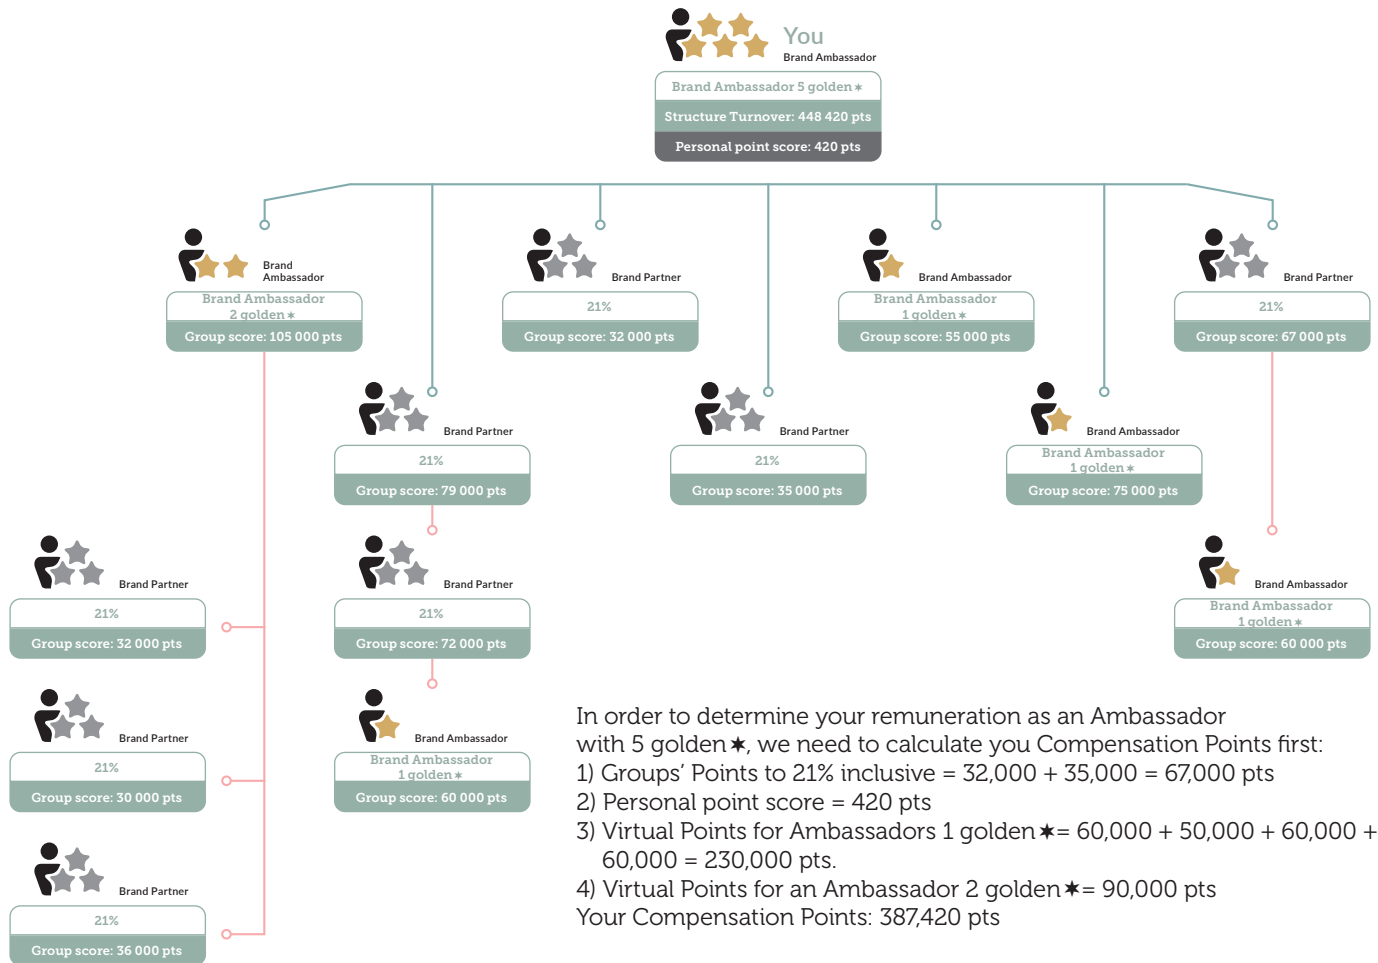 You
Brand Ambassador
Brand Ambassador 5 golden ★
Structure Turnover: 448 420 pts
Personal point score: 420 pts
Brand
Ambassador
Brand Ambassador
2 golden ★
Group score: 105 000 pts
Brand Partner
21%
Group score: 32 000 pts
Brand Ambassador
Brand Ambassador
1 golden ★
Group score: 55 000 pts
Brand Partner
21%
Group score: 67 000 pts
Brand Partner
21%
Group score: 79 000 pts
Brand Partner
21%
Group score: 35 000 pts
Brand Ambassador
Brand Ambassador
1 golden ★
Group score: 75 000 pts
Brand Partner
21%
Group score: 32 000 pts
Brand Partner
21%
Group score: 72 000 pts
Brand Ambassador
Brand Ambassador
1 golden ★
Group score: 60 000 pts
Brand Partner
21%
Group score: 30 000 pts
Brand Ambassador
Brand Ambassador
1 golden ★
Group score: 60 000 pts
Brand Partner
21%
Group score: 36 000 pts
In order to determine your remuneration as an Ambassador
with 5 golden ★, we need to calculate you Compensation Points first:
1) Groups' Points to 21% inclusive = 32,000 + 35,000 = 67,000 pts
2) Personal point score = 420 pts
3) Virtual Points for Ambassadors 1 golden ★= 60,000 + 50,000 + 60,000 +
60,000 = 230,000 pts.
4) Virtual Points for an Ambassador 2 golden ★= 90,000 pts
Your Compensation Points: 387,420 pts